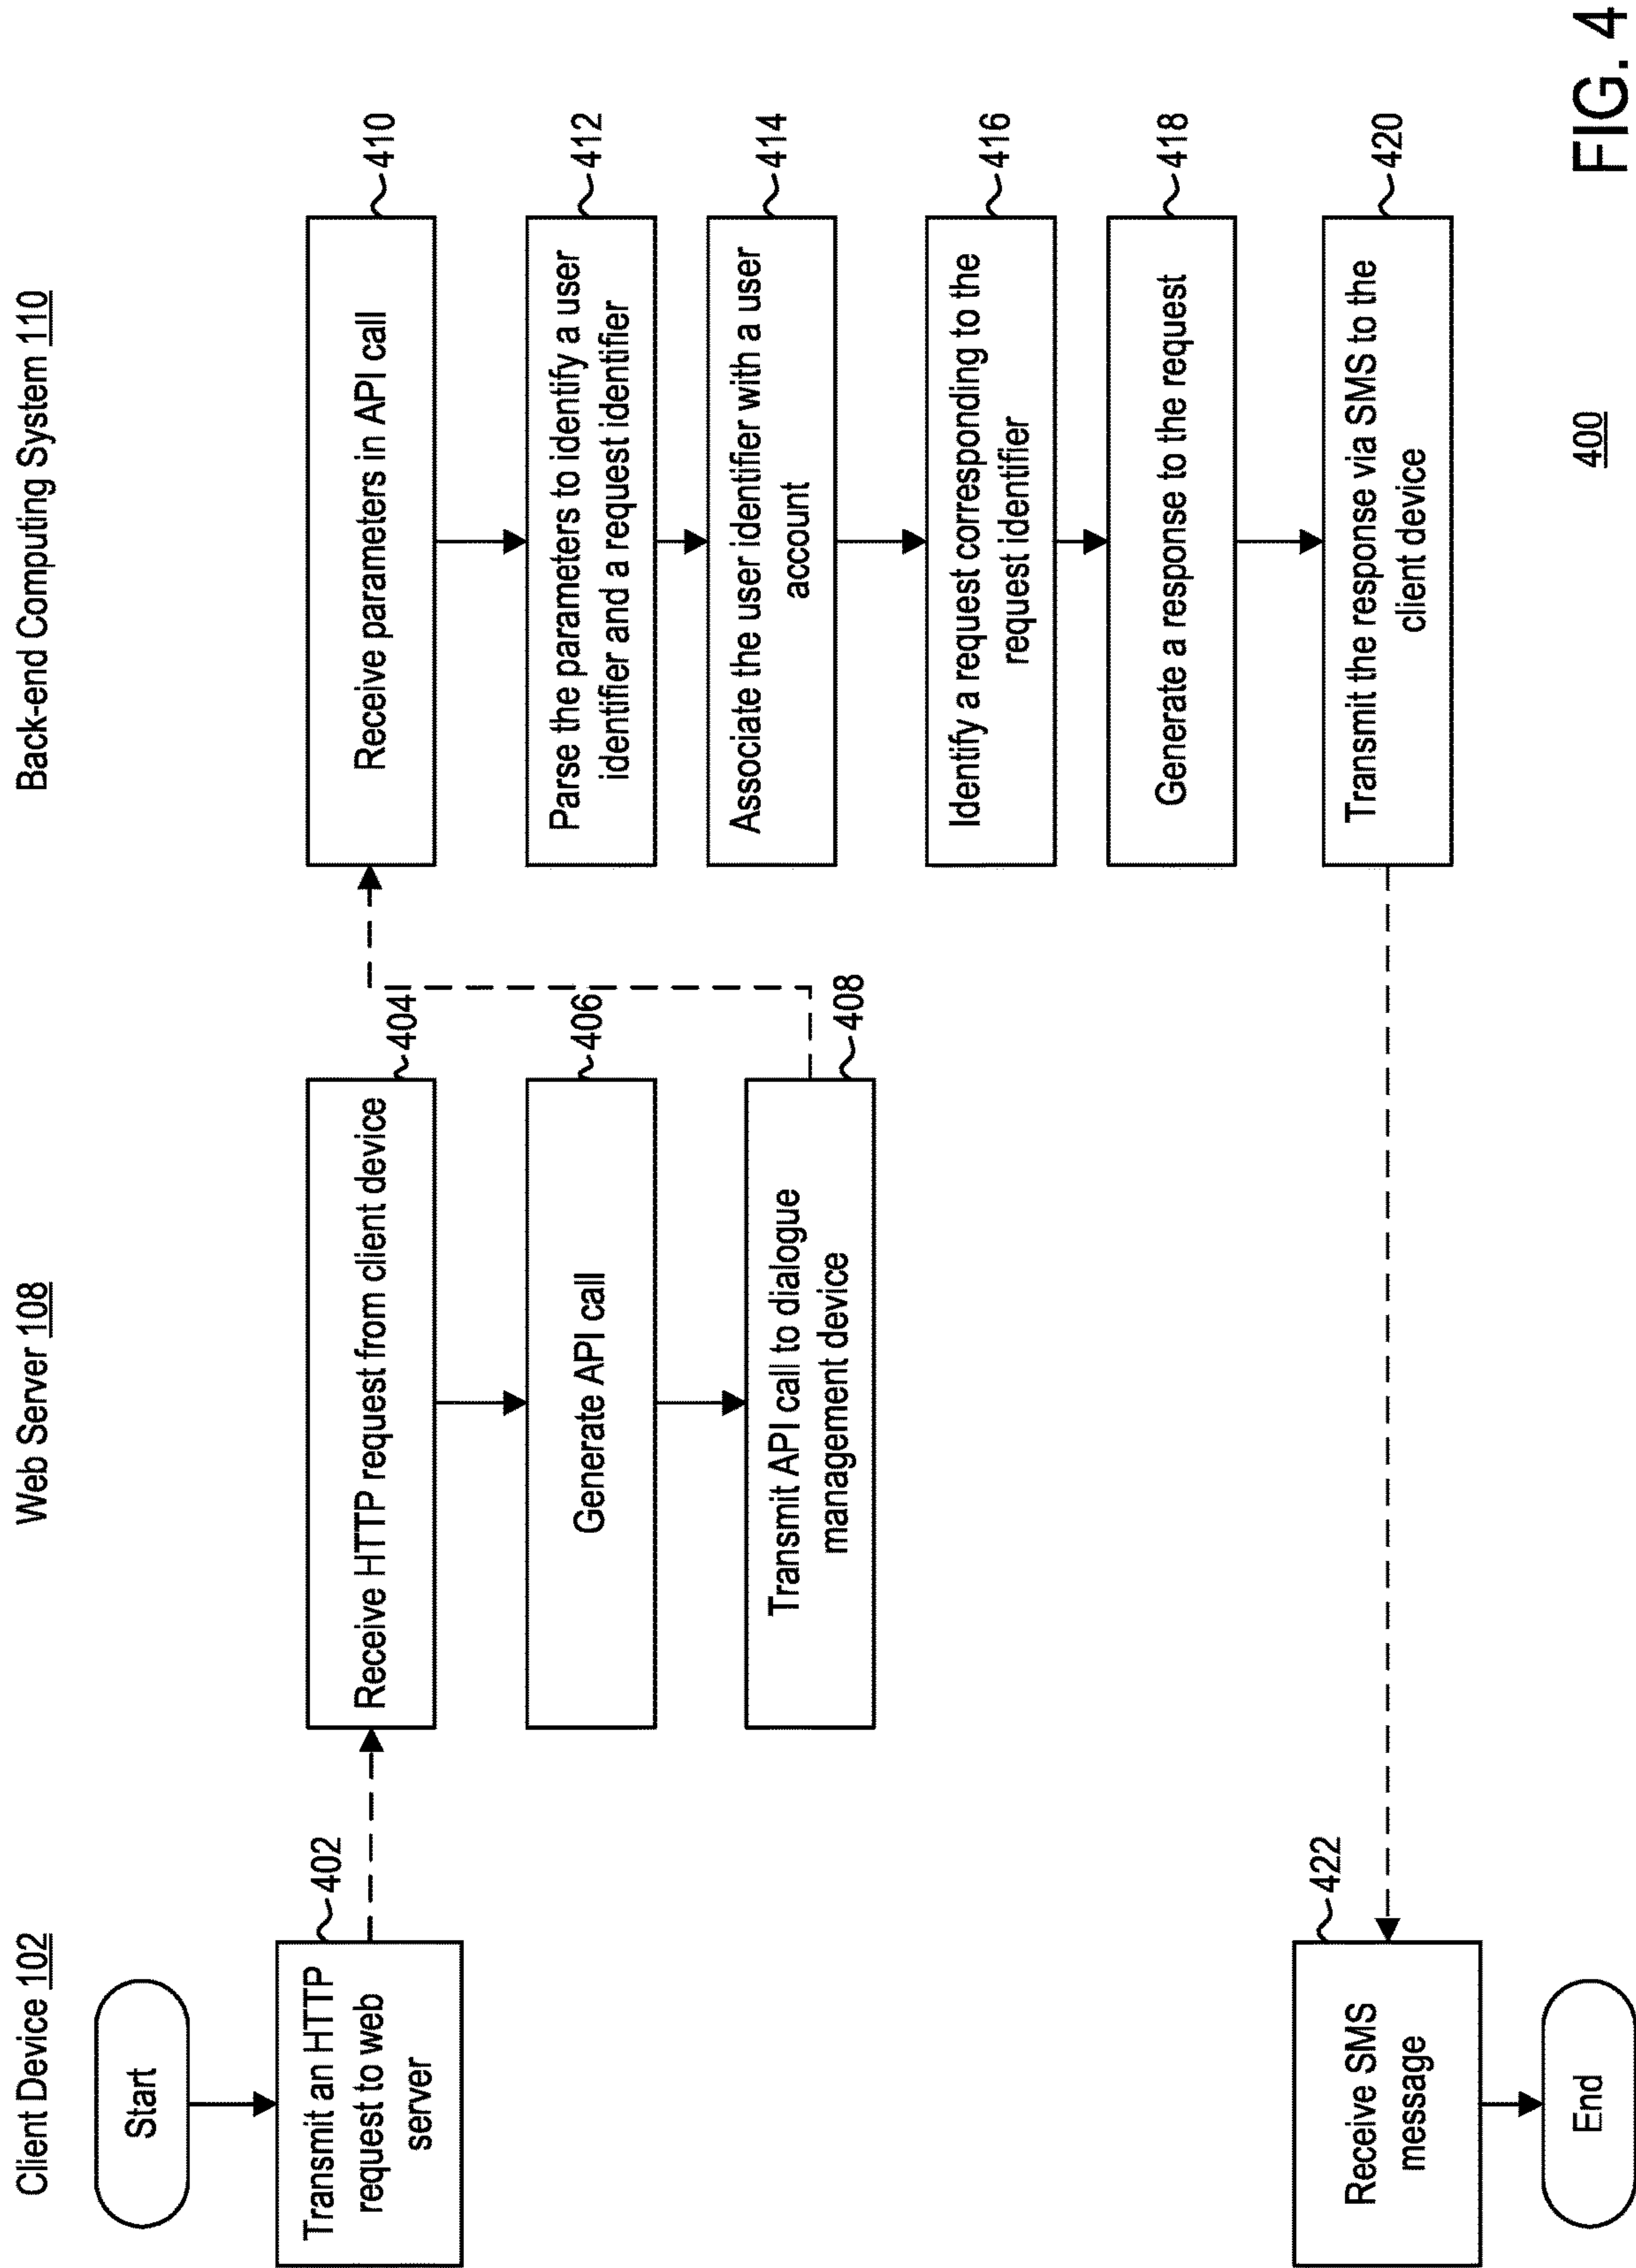 Client Device 102
Web Server 108
Back-end Computing System 110
Start
Transmit an HTTP
request to web
server
402
Receive HTTP request from client device
404
Generate API call
406
Transmit API call to dialogue
management device
408
Receive parameters in API call
410
Parse the parameters to identify a user
identifier and a request identifier
412
Associate the user identifier with a user
account
414
Identify a request corresponding to the
request identifier
416
Generate a response to the request
418
Transmit the response via SMS to the
client device
420
Receive SMS
message
422
End
400
FIG. 4